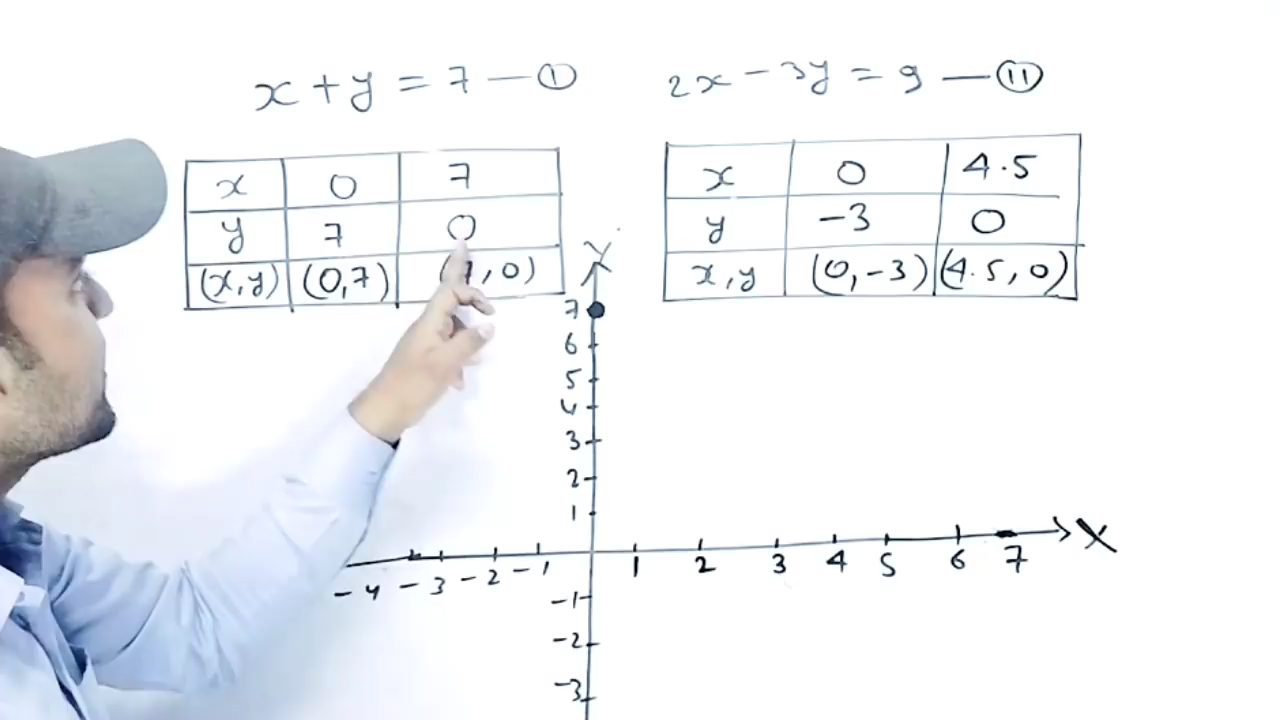 x + y = 7 — ①
2x - 3y = 9 — ⑪
x 0 7
y 7 0
(x,y) (0,7) (7,0)
x 0 4.5
y -3 0
x,y (0,-3) (4.5,0)
Y
7
6
5
4
3
2
1
-4 -3 -2 -1 1 2 3 4 5 6 7 X
-1
-2
-3